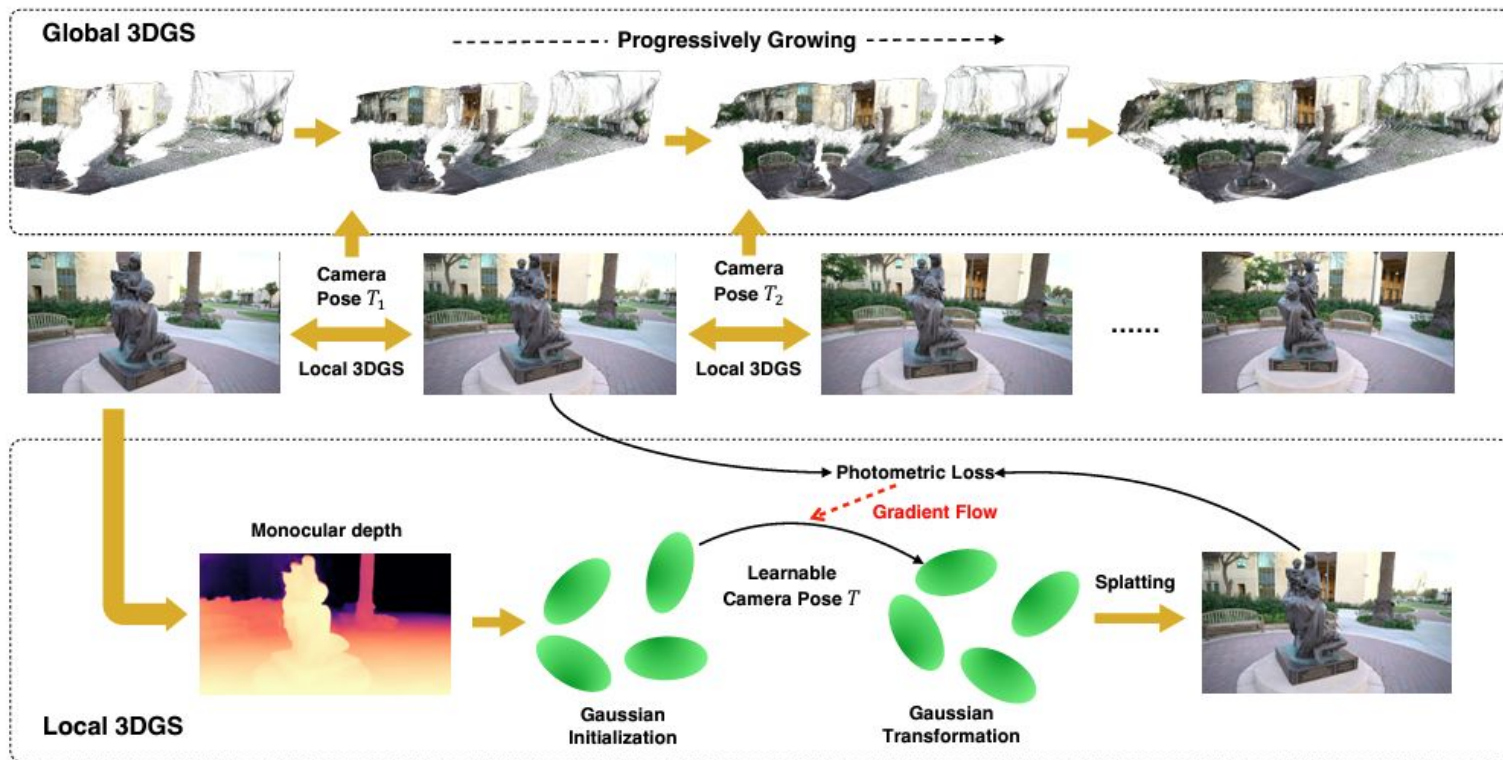 Global 3DGS
Progressively Growing
Camera
Pose T₁
Local 3DGS
Camera
Pose T₂
Local 3DGS
......
Photometric Loss
Gradient Flow
Monocular depth
Learnable
Camera Pose T
Splatting
Gaussian
Initialization
Gaussian
Transformation
Local 3DGS